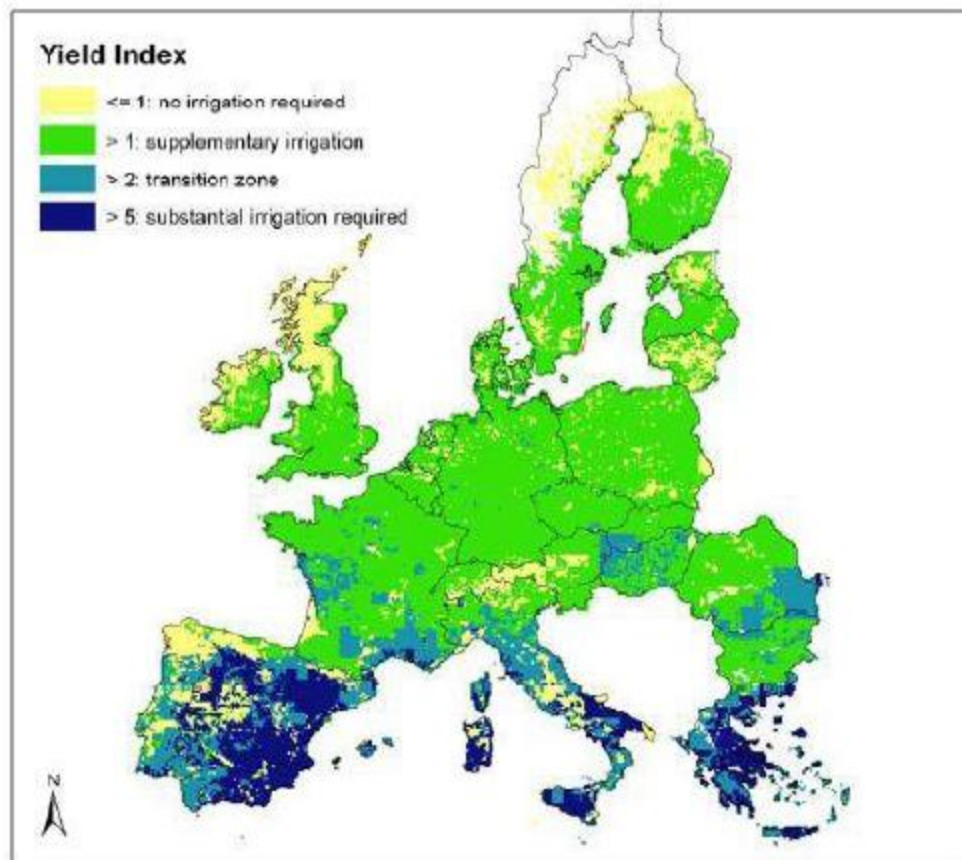 Yield Index
<= 1: no irrigation required
> 1: supplementary irrigation
> 2: transition zone
> 5: substantial irrigation required
N